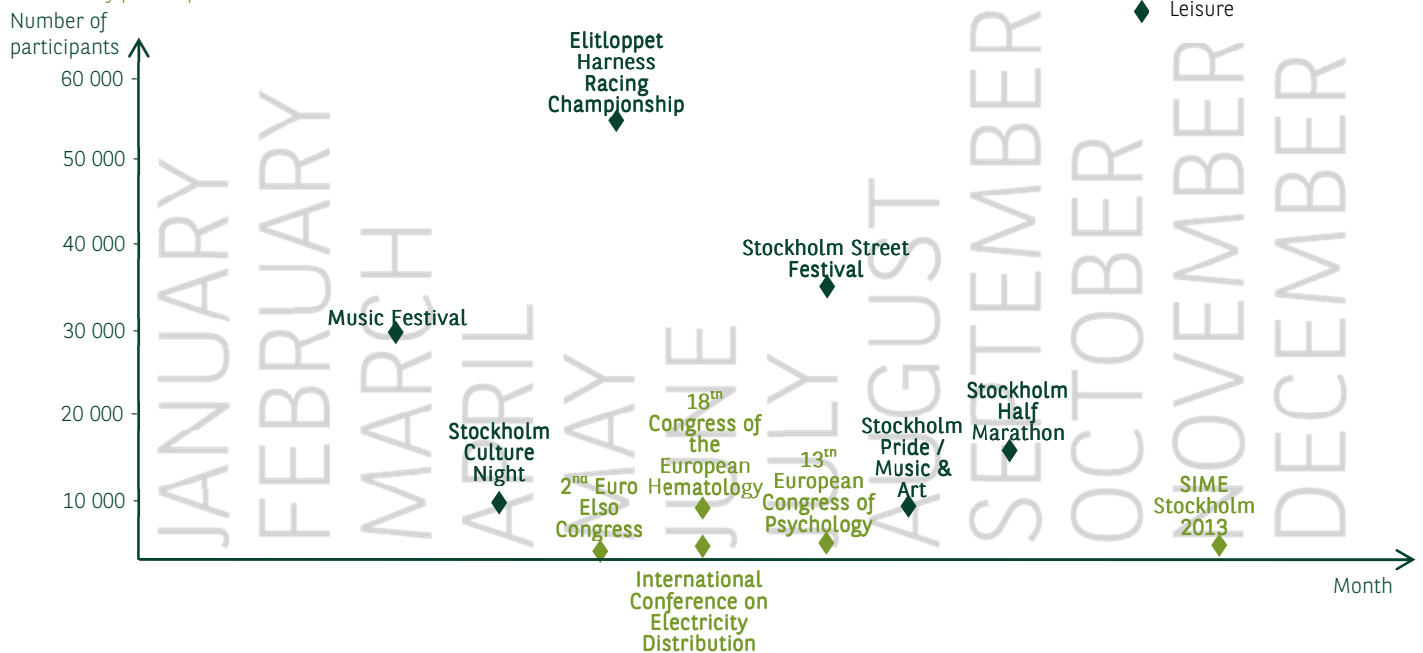 Number of
participants
Leisure
60 000
50 000
40 000
30 000
20 000
10 000
JANUARY
FEBRUARY
MARCH
APRIL
MAY
JUNE
JULY
AUGUST
SEPTEMBER
OCTOBER
NOVEMBER
DECEMBER
Elitloppet
Harness
Racing
Championship
Stockholm Street
Festival
Music Festival
Stockholm
Culture
Night
2nd Euro
Elso
Congress
18th
Congress of
the
European
Hematology
13th
European
Congress of
Psychology
Stockholm
Pride /
Music &
Art
Stockholm
Half
Marathon
SIME
Stockholm
2013
International
Conference on
Electricity
Distribution
Month